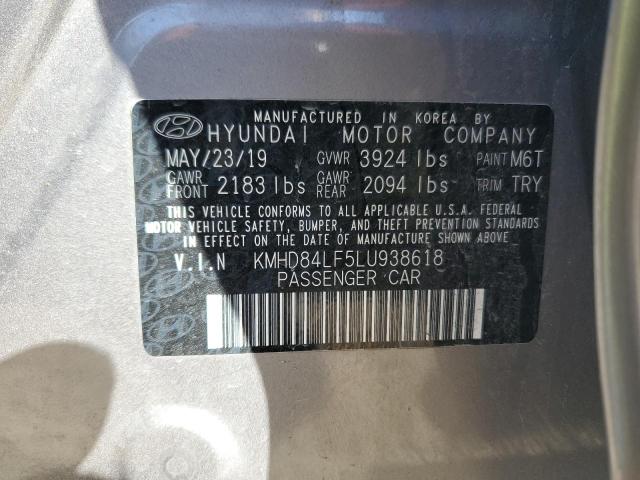 MANUFACTURED IN KOREA BY
HYUNDAI MOTOR COMPANY
MAY/23/19 GVWR 3924 lbs PAINT M6T
GAWR FRONT 2183 lbs GAWR REAR 2094 lbs TRIM TRY
THIS VEHICLE CONFORMS TO ALL APPLICABLE U.S.A. FEDERAL
MOTOR VEHICLE SAFETY, BUMPER, AND THEFT PREVENTION STANDARDS
IN EFFECT ON THE DATE OF MANUFACTURE SHOWN ABOVE.
V.I.N KMHD84LF5LU938618
PASSENGER CAR